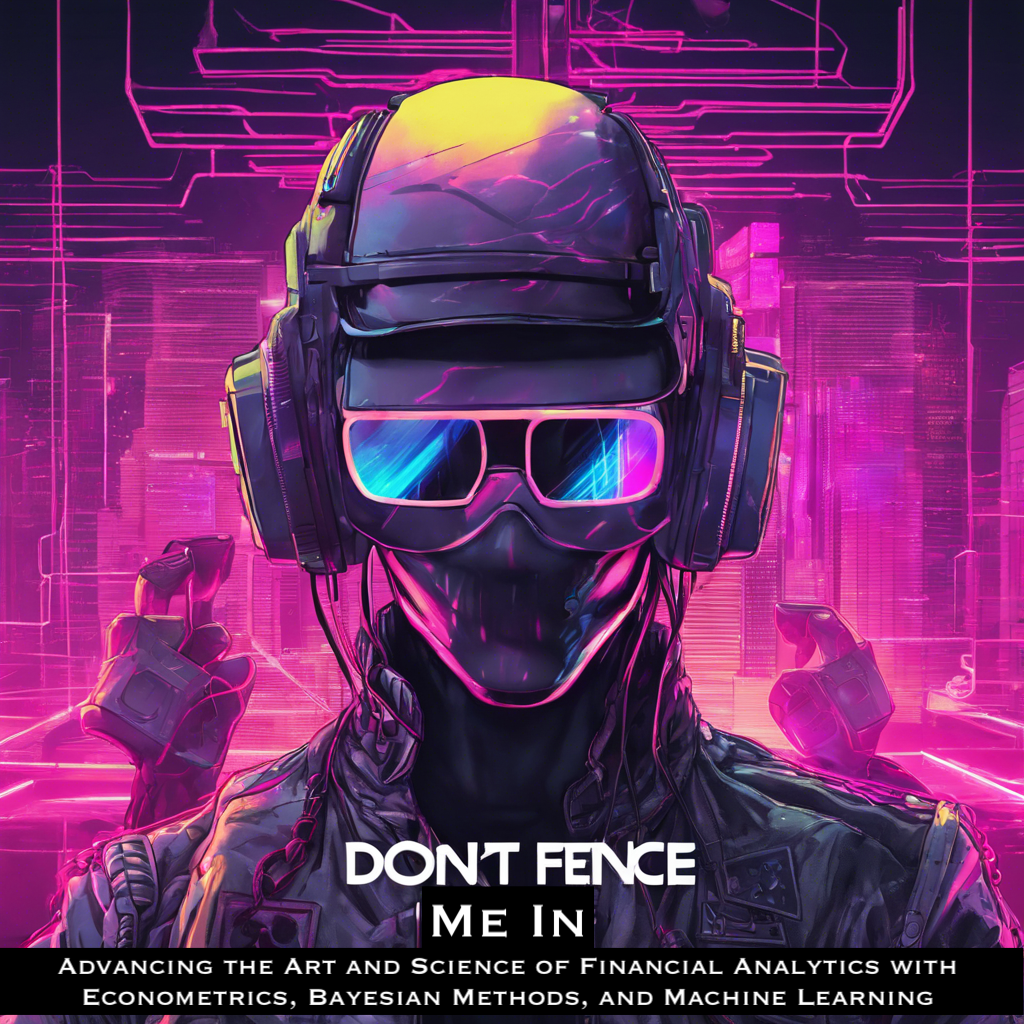 DON'T FENCE
ME IN
ADVANCING THE ART AND SCIENCE OF FINANCIAL ANALYTICS WITH
ECONOMETRICS, BAYESIAN METHODS, AND MACHINE LEARNING